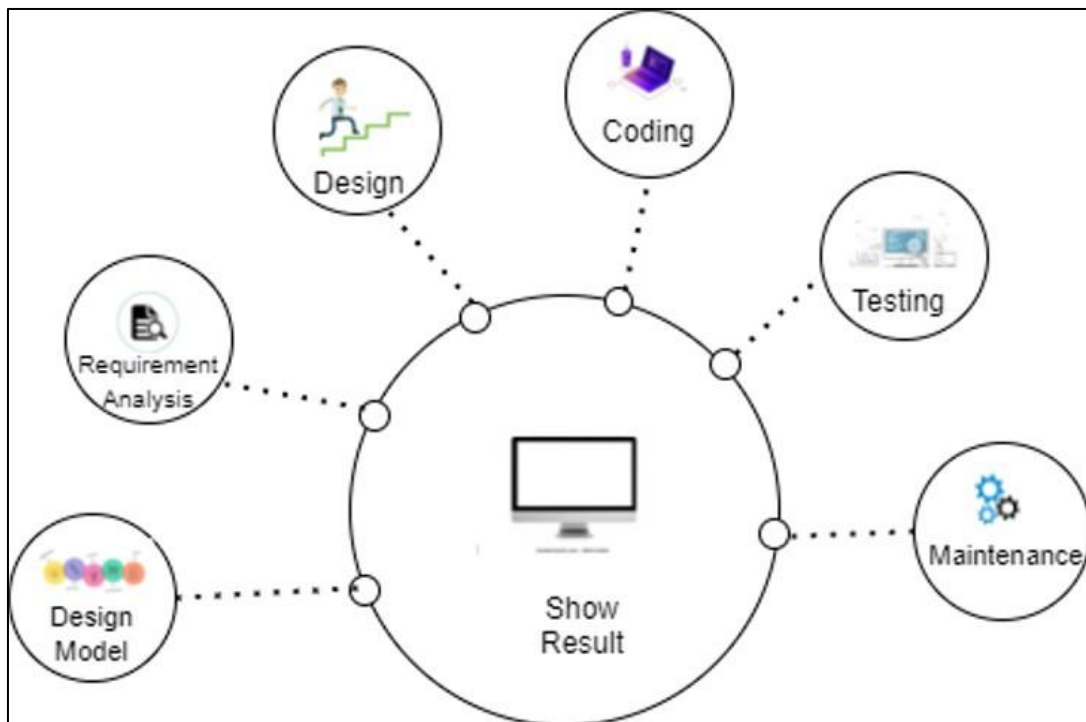 Coding
Design
Testing
Requirement
Analysis
Maintenance
Design
Model
Show
Result